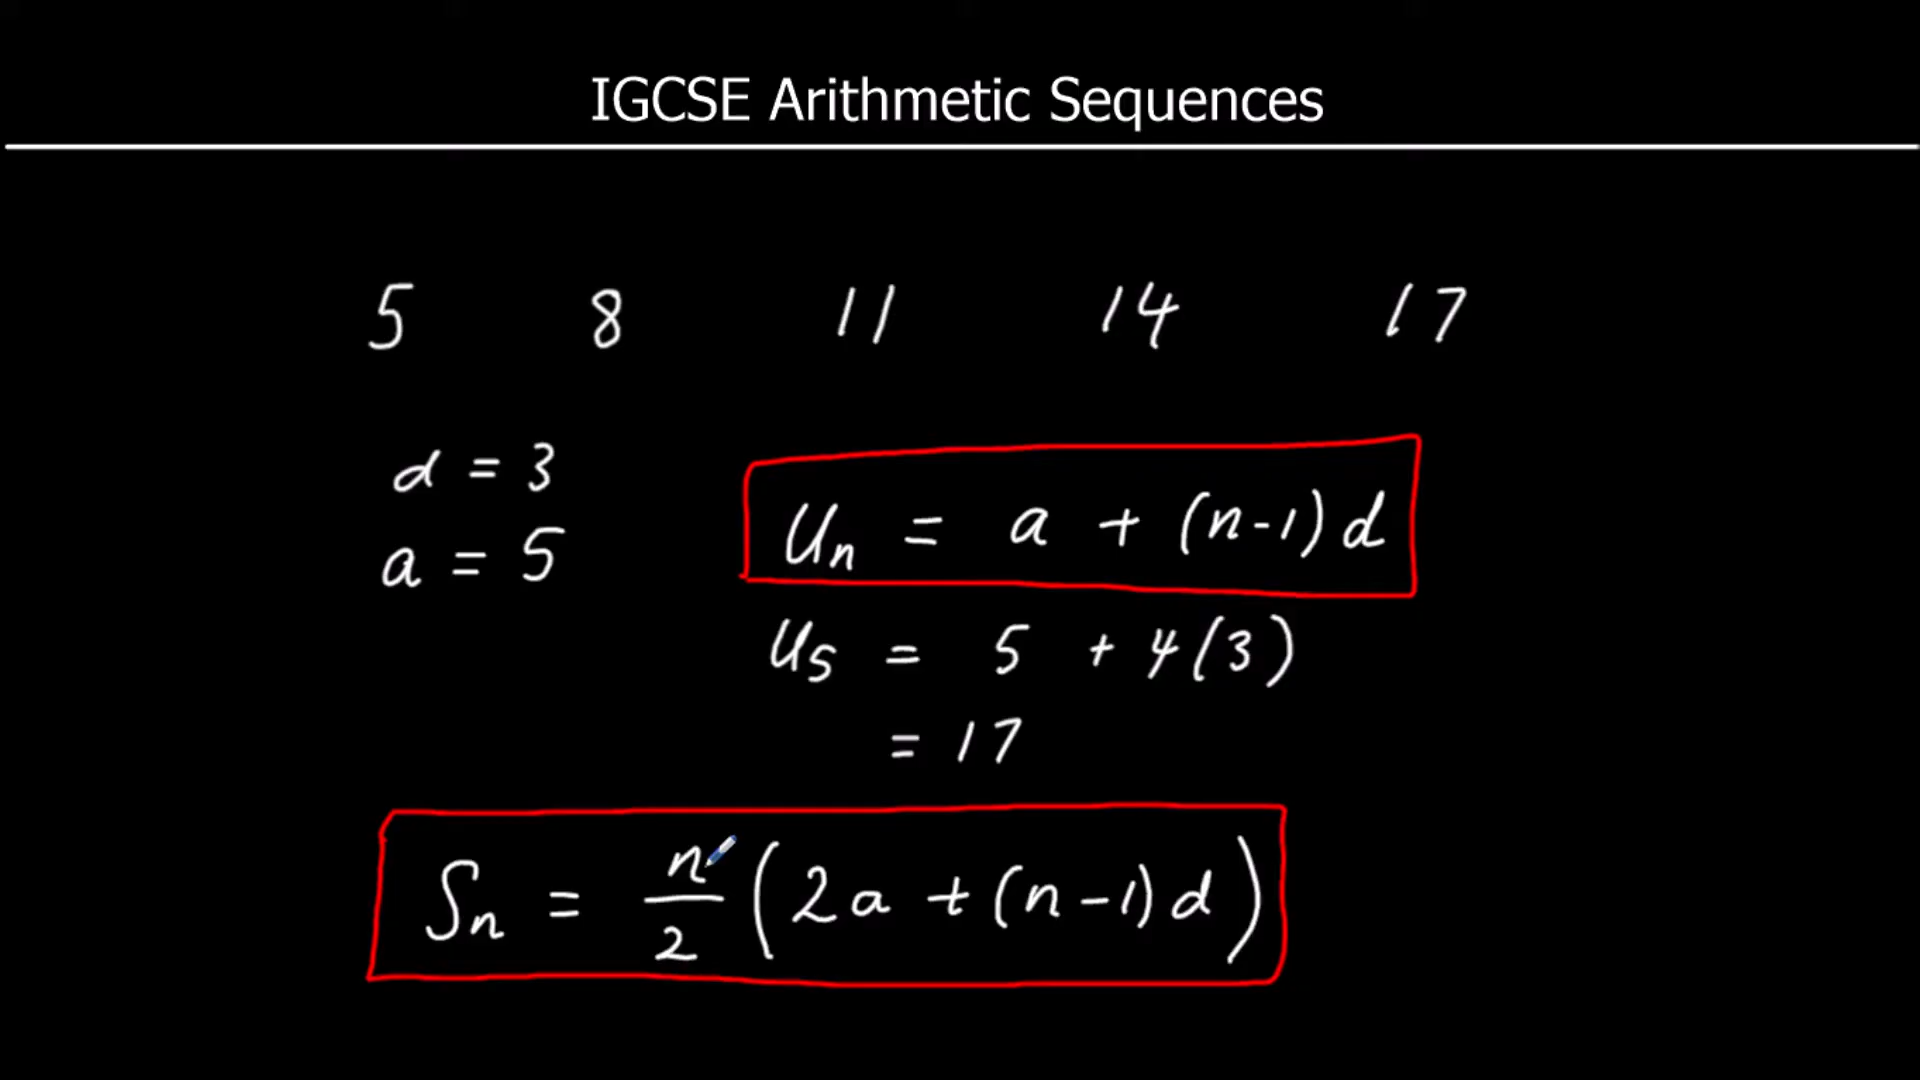 IGCSE Arithmetic Sequences
5 8 11 14 17
d = 3
a = 5
Uₙ = a + (n-1)d
U₅ = 5 + 4(3)
= 17
Sₙ = n/2 (2a + (n-1)d)